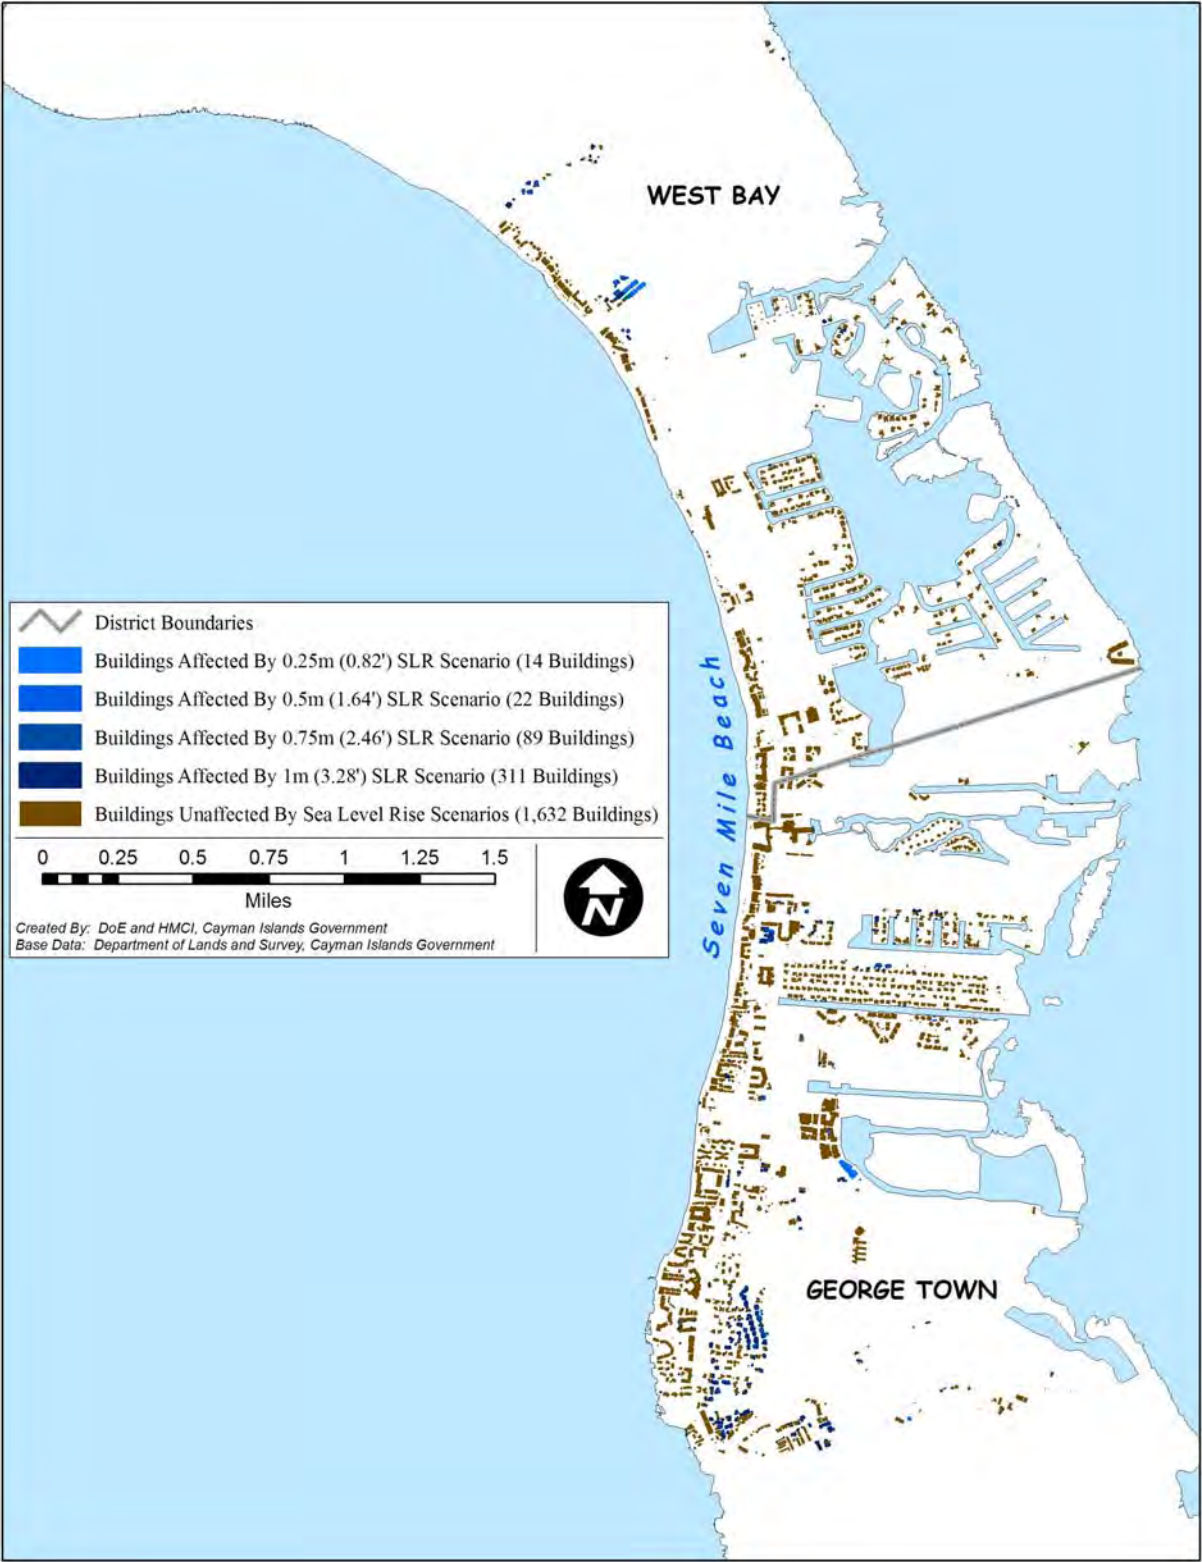 WEST BAY
District Boundaries
Buildings Affected By 0.25m (0.82') SLR Scenario (14 Buildings)
Buildings Affected By 0.5m (1.64') SLR Scenario (22 Buildings)
Buildings Affected By 0.75m (2.46') SLR Scenario (89 Buildings)
Buildings Affected By 1m (3.28') SLR Scenario (311 Buildings)
Buildings Unaffected By Sea Level Rise Scenarios (1,632 Buildings)
0 0.25 0.5 0.75 1 1.25 1.5
Miles
N
Created By: DoE and HMCI, Cayman Islands Government
Base Data: Department of Lands and Survey, Cayman Islands Government
Seven Mile Beach
GEORGE TOWN